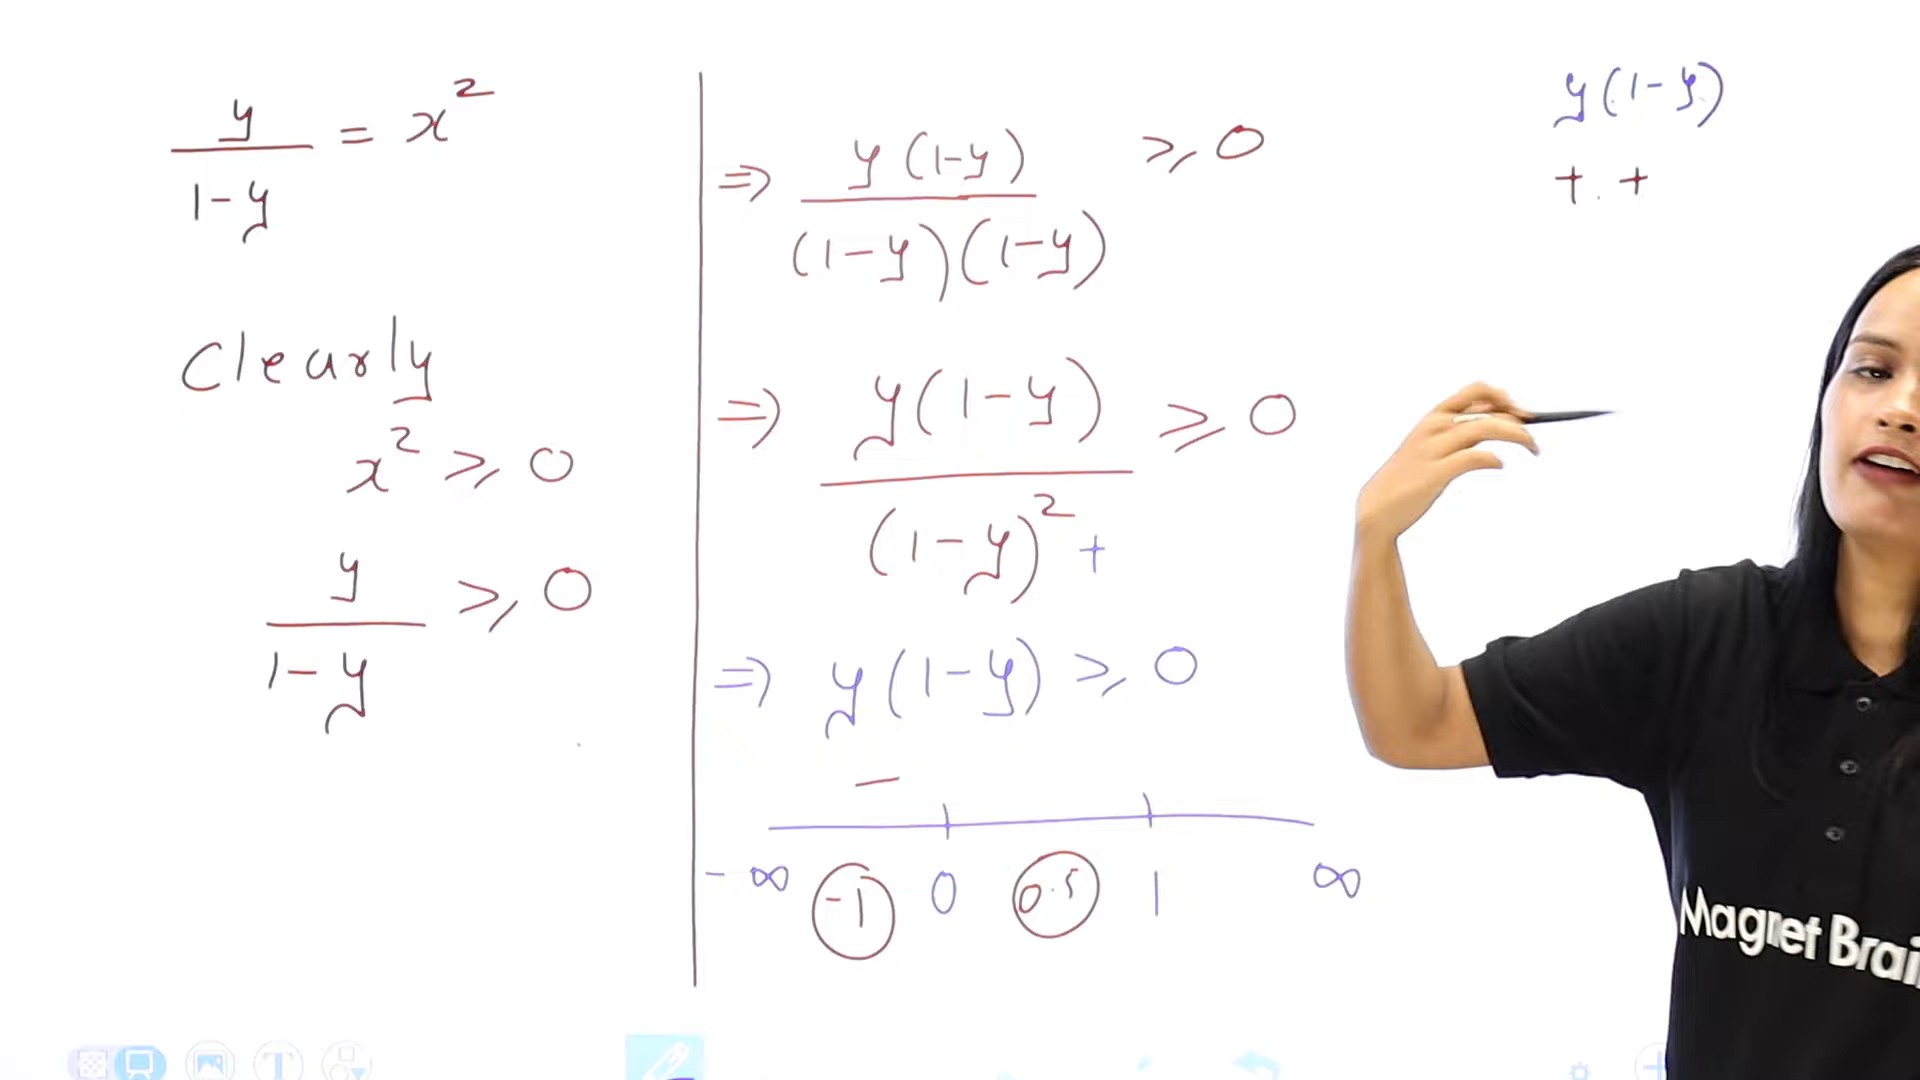 y/(1-y) = x²
Clearly
x² ≥ 0
y/(1-y) ≥ 0
⇒ y(1-y)/((1-y)(1-y)) ≥ 0
⇒ y(1-y)/(1-y)² ≥ 0
+
⇒ y(1-y) ≥ 0
−
-∞ -1 0 0.5 1 ∞
y(1-y)
+ . +
Magnet Brai
T